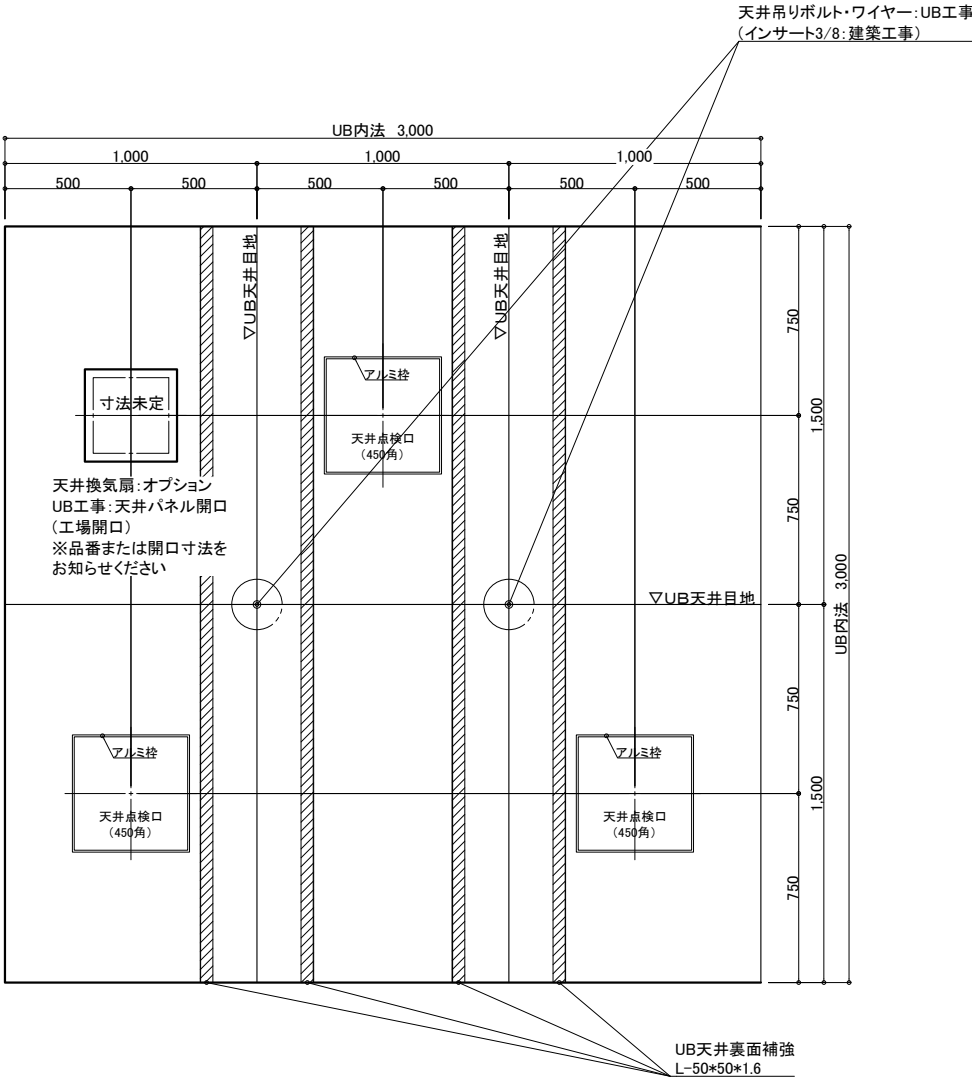 天井吊りボルト・ワイヤー:UB工事
(インサート3/8:建築工事)
UB内法 3,000
1,000
1,000
1,000
500
500
500
500
500
500
▽UB天井目地
▽UB天井目地
750
アルミ枠
寸法未定
天井点検口
(450角)
1,500
天井換気扇:オプション
UB工事:天井パネル開口
(工場開口)
※品番または開口寸法を
お知らせください
750
▽UB天井目地
UB内法 3,000
750
アルミ枠
アルミ枠
天井点検口
(450角)
天井点検口
(450角)
1,500
750
UB天井裏面補強
L-50*50*1.6